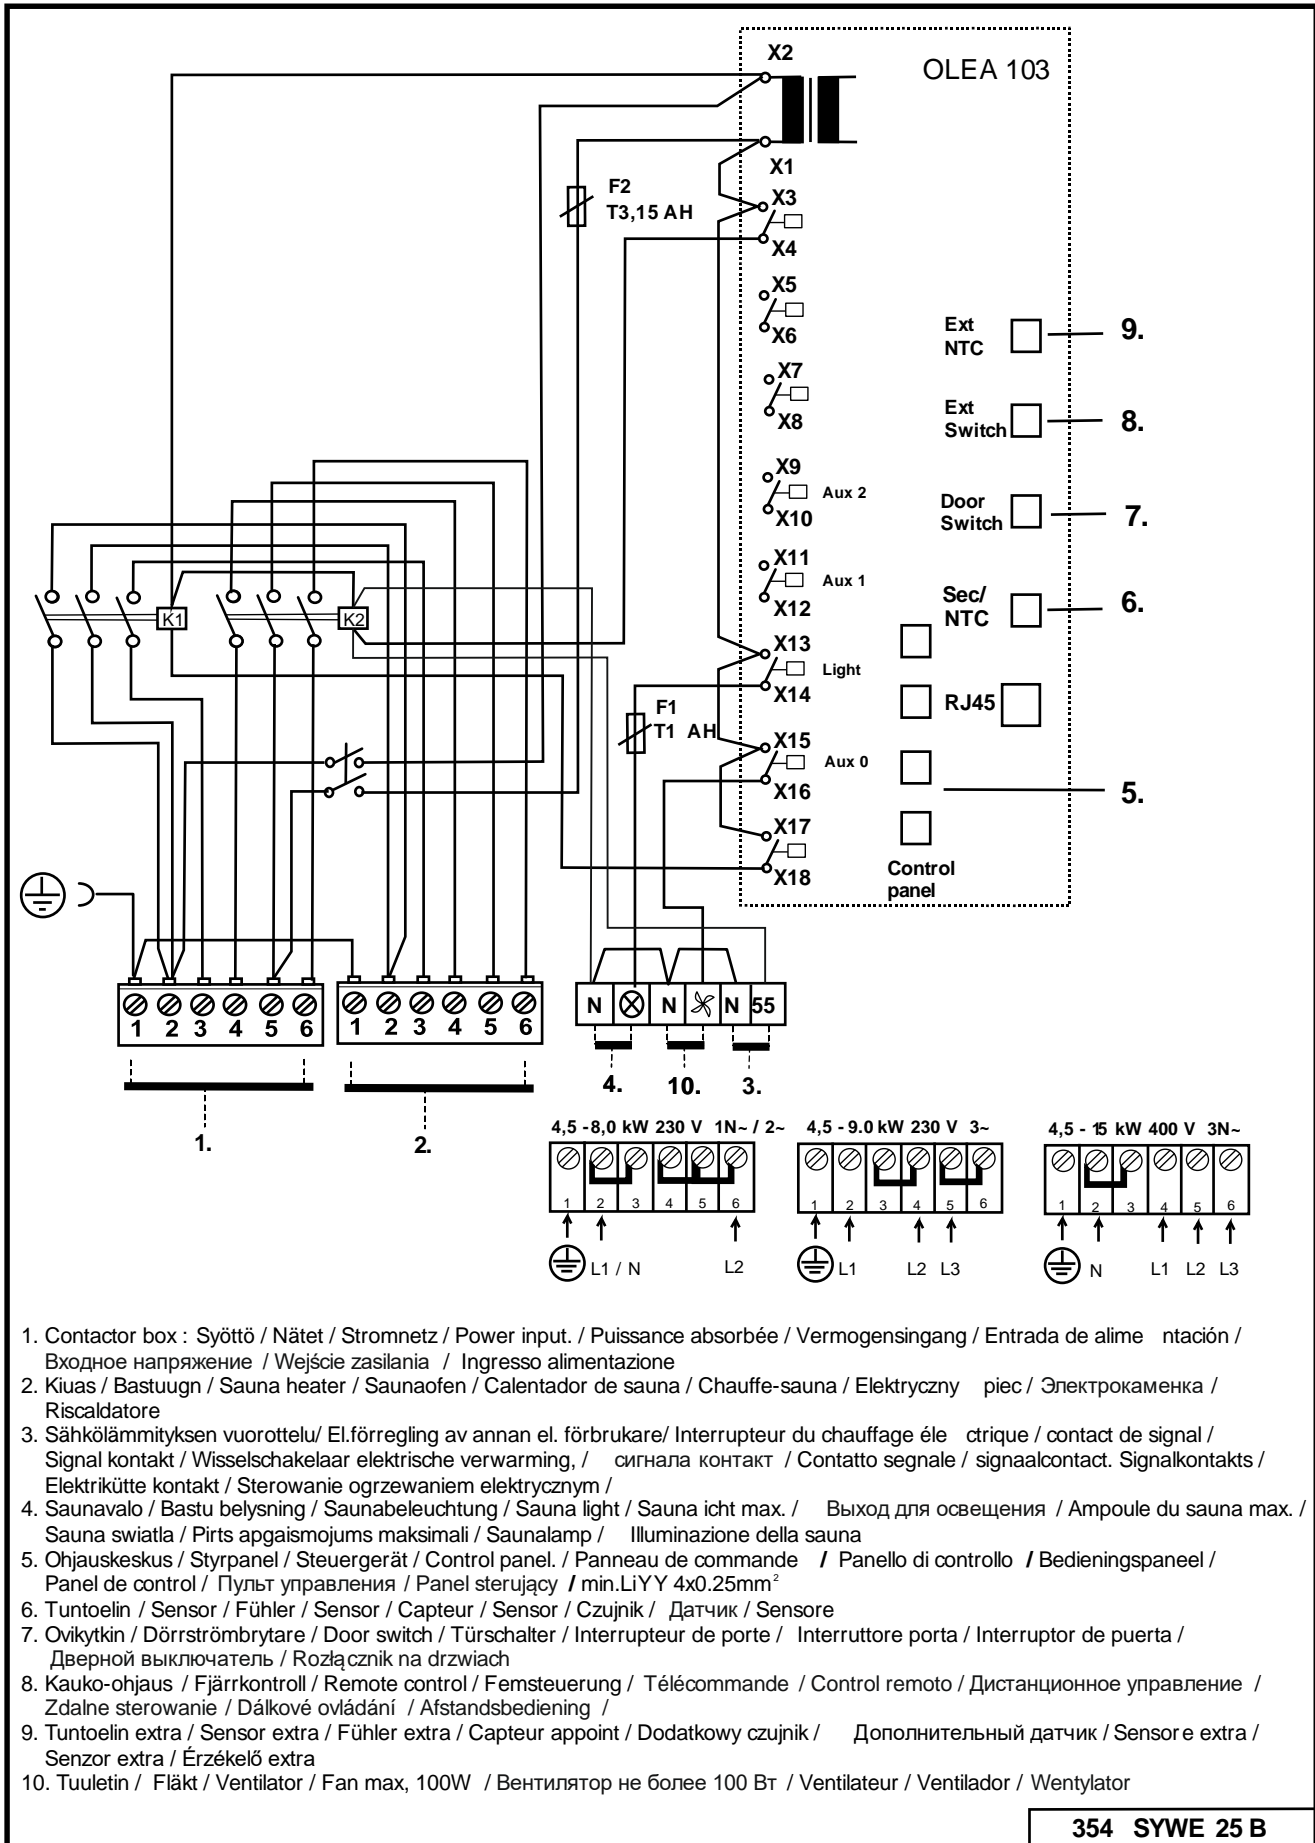 OLEA 103
X2
X1
F2
T3,15 AH
X3
X4
X5
X6
X7
X8
X9
Aux 2
X10
X11
Aux 1
X12
X13
Light
X14
X15
Aux 0
X16
X17
X18
Ext
NTC
9.
Ext
Switch
8.
Door
Switch
7.
Sec/
NTC
6.
RJ45
5.
Control
panel
K1
K2
F1
T1 AH
1 2 3 4 5 6
1 2 3 4 5 6
N N N 55
4. 10. 3.
1.
2.
4,5 -8,0 kW 230 V 1N~ / 2~
1 2 3 4 5 6
L1 / N L2
4,5 - 9.0 kW 230 V 3~
1 2 3 4 5 6
L1 L2 L3
4,5 - 15 kW 400 V 3N~
1 2 3 4 5 6
N L1 L2 L3
1. Contactor box : Syöttö / Nätet / Stromnetz / Power input. / Puissance absorbée / Vermogensingang / Entrada de alime ntación /
Входное напряжение / Wejście zasilania / Ingresso alimentazione
2. Kiuas / Bastuugn / Sauna heater / Saunaofen / Calentador de sauna / Chauffe-sauna / Elektryczny piec / Электрокаменка /
Riscaldatore
3. Sähkölämmityksen vuorottelu/ El.förregling av annan el. förbrukare/ Interrupteur du chauffage éle ctrique / contact de signal /
Signal kontakt / Wisselschakelaar elektrische verwarming, / сигнала контакт / Contatto segnale / signaalcontact. Signalkontakts /
Elektrikütte kontakt / Sterowanie ogrzewaniem elektrycznym /
4. Saunavalo / Bastu belysning / Saunabeleuchtung / Sauna light / Sauna icht max. / Выход для освещения / Ampoule du sauna max. /
Sauna swiatla / Pirts apgaismojums maksimali / Saunalamp / Illuminazione della sauna
5. Ohjauskeskus / Styrpanel / Steuergerät / Control panel. / Panneau de commande / Panello di controllo / Bedieningspaneel /
Panel de control / Пульт управления / Panel sterujący / min.LiYY 4x0.25mm²
6. Tuntoelin / Sensor / Fühler / Sensor / Capteur / Sensor / Czujnik / Датчик / Sensore
7. Ovikytkin / Dörrströmbrytare / Door switch / Türschalter / Interrupteur de porte / Interruttore porta / Interruptor de puerta /
Дверной выключатель / Rozłącznik na drzwiach
8. Kauko-ohjaus / Fjärrkontroll / Remote control / Femsteuerung / Télécommande / Control remoto / Дистанционное управление /
Zdalne sterowanie / Dálkové ovládání / Afstandsbediening /
9. Tuntoelin extra / Sensor extra / Fühler extra / Capteur appoint / Dodatkowy czujnik / Дополнительный датчик / Sensore extra /
Senzor extra / Érzékelő extra
10. Tuuletin / Fläkt / Ventilator / Fan max, 100W / Вентилятор не более 100 Вт / Ventilateur / Ventilador / Wentylator
354 SYWE 25 B